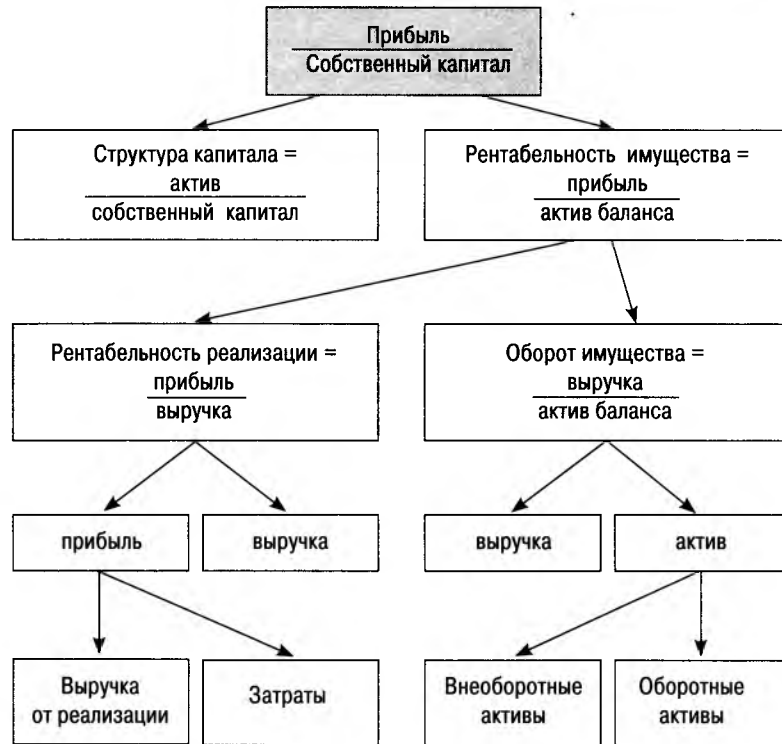 Прибыль
Собственный капитал
Структура капитала =
актив
собственный капитал
Рентабельность имущества =
прибыль
актив баланса
Рентабельность реализации =
прибыль
выручка
Оборот имущества =
выручка
актив баланса
прибыль
выручка
выручка
актив
Выручка
от реализации
Затраты
Внеоборотные
активы
Оборотные
активы